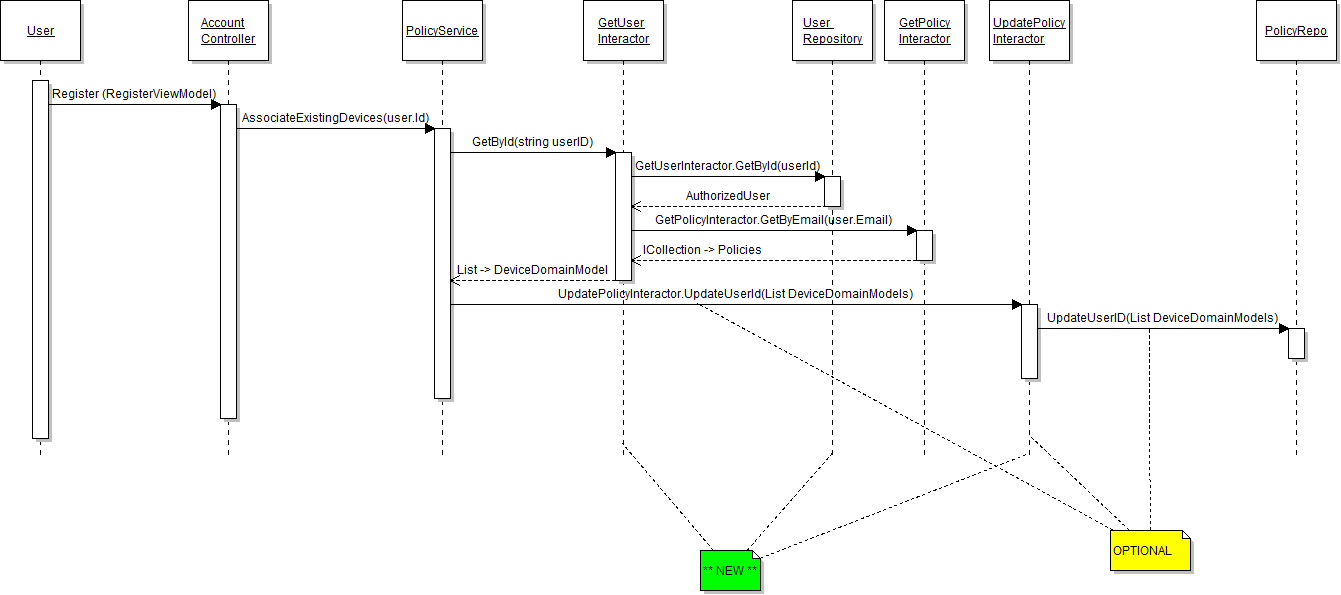 User
Account
Controller
PolicyService
GetUser
Interactor
User
Repository
GetPolicy
Interactor
UpdatePolicy
Interactor
PolicyRepo
Register (RegisterViewModel)
AssociateExistingDevices(user.Id)
GetById(string userID)
GetUserInteractor.GetById(userId)
AuthorizedUser
GetPolicyInteractor.GetByEmail(user.Email)
ICollection -> Policies
List -> DeviceDomainModel
UpdatePolicyInteractor.UpdateUserId(List DeviceDomainModels)
UpdateUserID(List DeviceDomainModels)
OPTIONAL
** NEW **